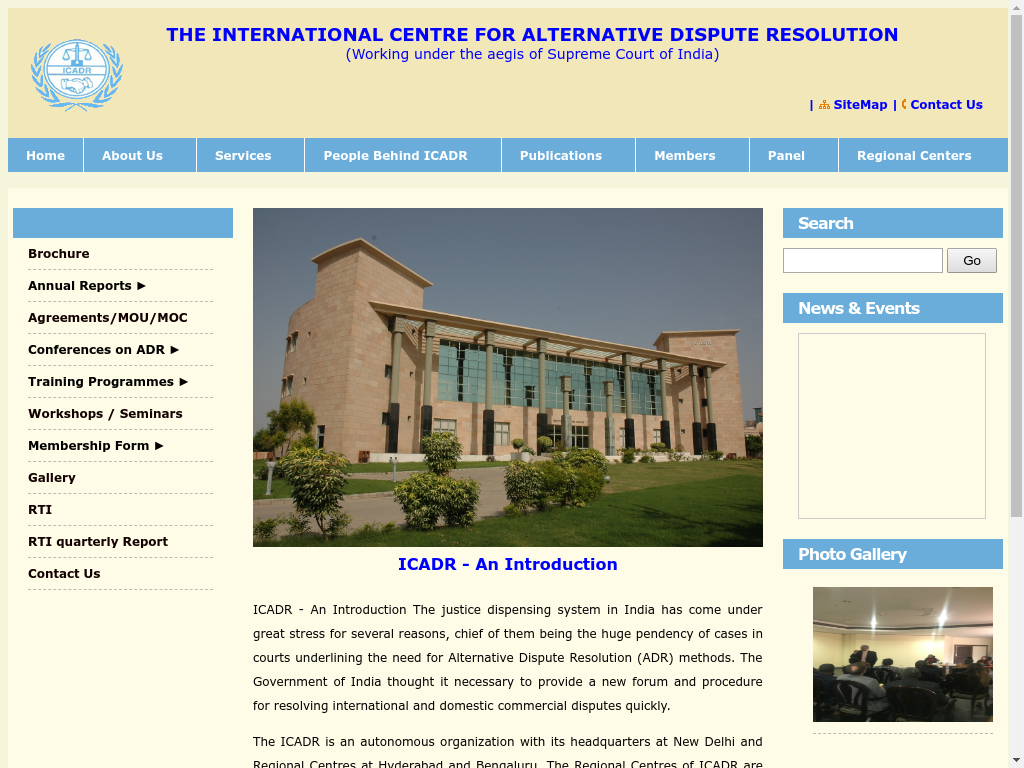 THE INTERNATIONAL CENTRE FOR ALTERNATIVE DISPUTE RESOLUTION
(Working under the aegis of Supreme Court of India)
ICADR
| SiteMap | Contact Us
Home About Us Services People Behind ICADR Publications Members Panel Regional Centers
Brochure
Annual Reports ►
Agreements/MOU/MOC
Conferences on ADR ►
Training Programmes ►
Workshops / Seminars
Membership Form ►
Gallery
RTI
RTI quarterly Report
Contact Us
ICADR - An Introduction
ICADR - An Introduction The justice dispensing system in India has come under
great stress for several reasons, chief of them being the huge pendency of cases in
courts underlining the need for Alternative Dispute Resolution (ADR) methods. The
Government of India thought it necessary to provide a new forum and procedure
for resolving international and domestic commercial disputes quickly.
The ICADR is an autonomous organization with its headquarters at New Delhi and
Regional Centres at Hyderabad and Bengaluru. The Regional Centres of ICADR are
Search
Go
News & Events
Photo Gallery